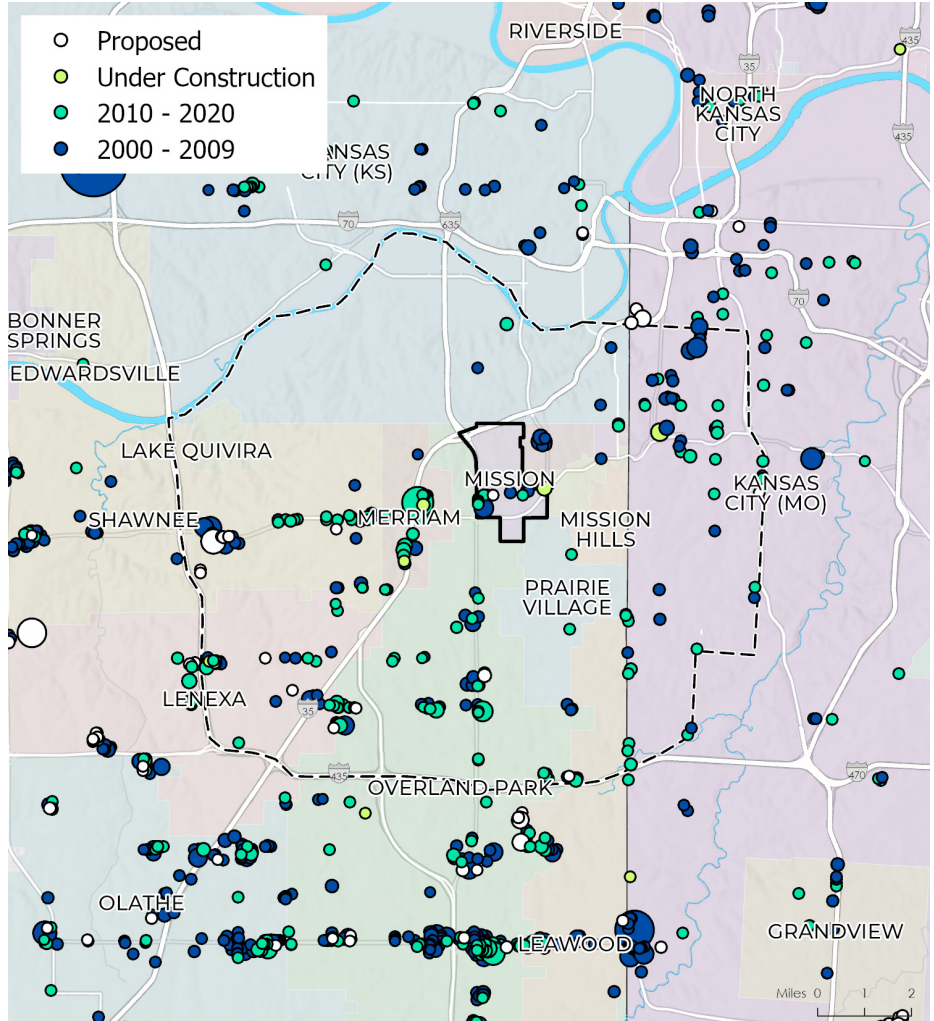 Proposed
Under Construction
2010 - 2020
2000 - 2009
RIVERSIDE
435
35
NORTH
KANSAS
CITY
435
ANSAS
CITY (KS)
70
635
70
BONNER
SPRINGS
EDWARDSVILLE
LAKE QUIVIRA
MISSION
KANSAS
CITY (MO)
SHAWNEE
MERRIAM
MISSION
HILLS
PRAIRIE
VILLAGE
LENEXA
35
435
OVERLAND PARK
470
OLATHE
LEAWOOD
GRANDVIEW
Miles 0 1 2